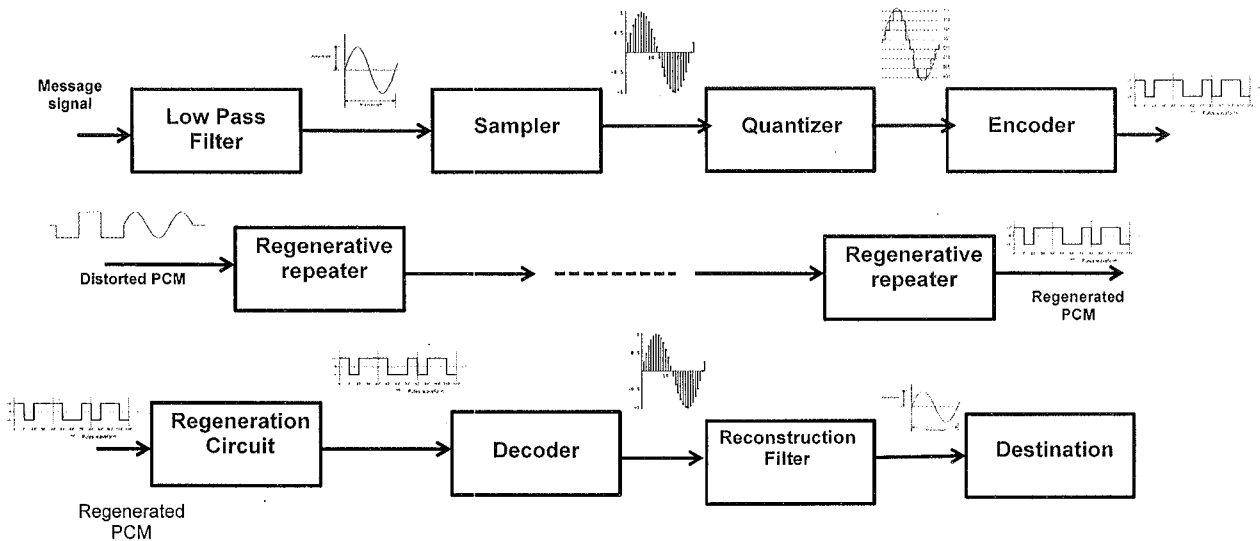 Message
signal
Low Pass
Filter
Sampler
Quantizer
Encoder
Distorted PCM
Regenerative
repeater
Regenerative
repeater
Regenerated
PCM
Regeneration
Circuit
Decoder
Reconstruction
Filter
Destination
Regenerated
PCM